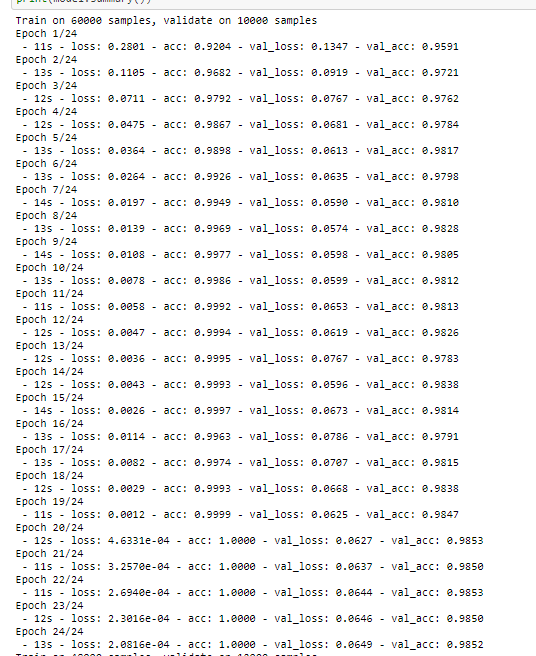 print(model.summary())
Train on 60000 samples, validate on 10000 samples
Epoch 1/24
- 11s - loss: 0.2801 - acc: 0.9204 - val_loss: 0.1347 - val_acc: 0.9591
Epoch 2/24
- 13s - loss: 0.1105 - acc: 0.9682 - val_loss: 0.0919 - val_acc: 0.9721
Epoch 3/24
- 12s - loss: 0.0711 - acc: 0.9792 - val_loss: 0.0767 - val_acc: 0.9762
Epoch 4/24
- 12s - loss: 0.0475 - acc: 0.9867 - val_loss: 0.0681 - val_acc: 0.9784
Epoch 5/24
- 13s - loss: 0.0364 - acc: 0.9898 - val_loss: 0.0613 - val_acc: 0.9817
Epoch 6/24
- 13s - loss: 0.0264 - acc: 0.9926 - val_loss: 0.0635 - val_acc: 0.9798
Epoch 7/24
- 14s - loss: 0.0197 - acc: 0.9949 - val_loss: 0.0590 - val_acc: 0.9810
Epoch 8/24
- 13s - loss: 0.0139 - acc: 0.9969 - val_loss: 0.0574 - val_acc: 0.9828
Epoch 9/24
- 14s - loss: 0.0108 - acc: 0.9977 - val_loss: 0.0598 - val_acc: 0.9805
Epoch 10/24
- 13s - loss: 0.0078 - acc: 0.9986 - val_loss: 0.0599 - val_acc: 0.9812
Epoch 11/24
- 11s - loss: 0.0058 - acc: 0.9992 - val_loss: 0.0653 - val_acc: 0.9813
Epoch 12/24
- 12s - loss: 0.0047 - acc: 0.9994 - val_loss: 0.0619 - val_acc: 0.9826
Epoch 13/24
- 12s - loss: 0.0036 - acc: 0.9995 - val_loss: 0.0767 - val_acc: 0.9783
Epoch 14/24
- 12s - loss: 0.0043 - acc: 0.9993 - val_loss: 0.0596 - val_acc: 0.9838
Epoch 15/24
- 14s - loss: 0.0026 - acc: 0.9997 - val_loss: 0.0673 - val_acc: 0.9814
Epoch 16/24
- 13s - loss: 0.0114 - acc: 0.9963 - val_loss: 0.0786 - val_acc: 0.9791
Epoch 17/24
- 13s - loss: 0.0082 - acc: 0.9974 - val_loss: 0.0707 - val_acc: 0.9815
Epoch 18/24
- 12s - loss: 0.0029 - acc: 0.9993 - val_loss: 0.0668 - val_acc: 0.9838
Epoch 19/24
- 11s - loss: 0.0012 - acc: 0.9999 - val_loss: 0.0625 - val_acc: 0.9847
Epoch 20/24
- 12s - loss: 4.6331e-04 - acc: 1.0000 - val_loss: 0.0627 - val_acc: 0.9853
Epoch 21/24
- 11s - loss: 3.2570e-04 - acc: 1.0000 - val_loss: 0.0637 - val_acc: 0.9850
Epoch 22/24
- 11s - loss: 2.6940e-04 - acc: 1.0000 - val_loss: 0.0644 - val_acc: 0.9853
Epoch 23/24
- 12s - loss: 2.3016e-04 - acc: 1.0000 - val_loss: 0.0646 - val_acc: 0.9850
Epoch 24/24
- 13s - loss: 2.0816e-04 - acc: 1.0000 - val_loss: 0.0649 - val_acc: 0.9852